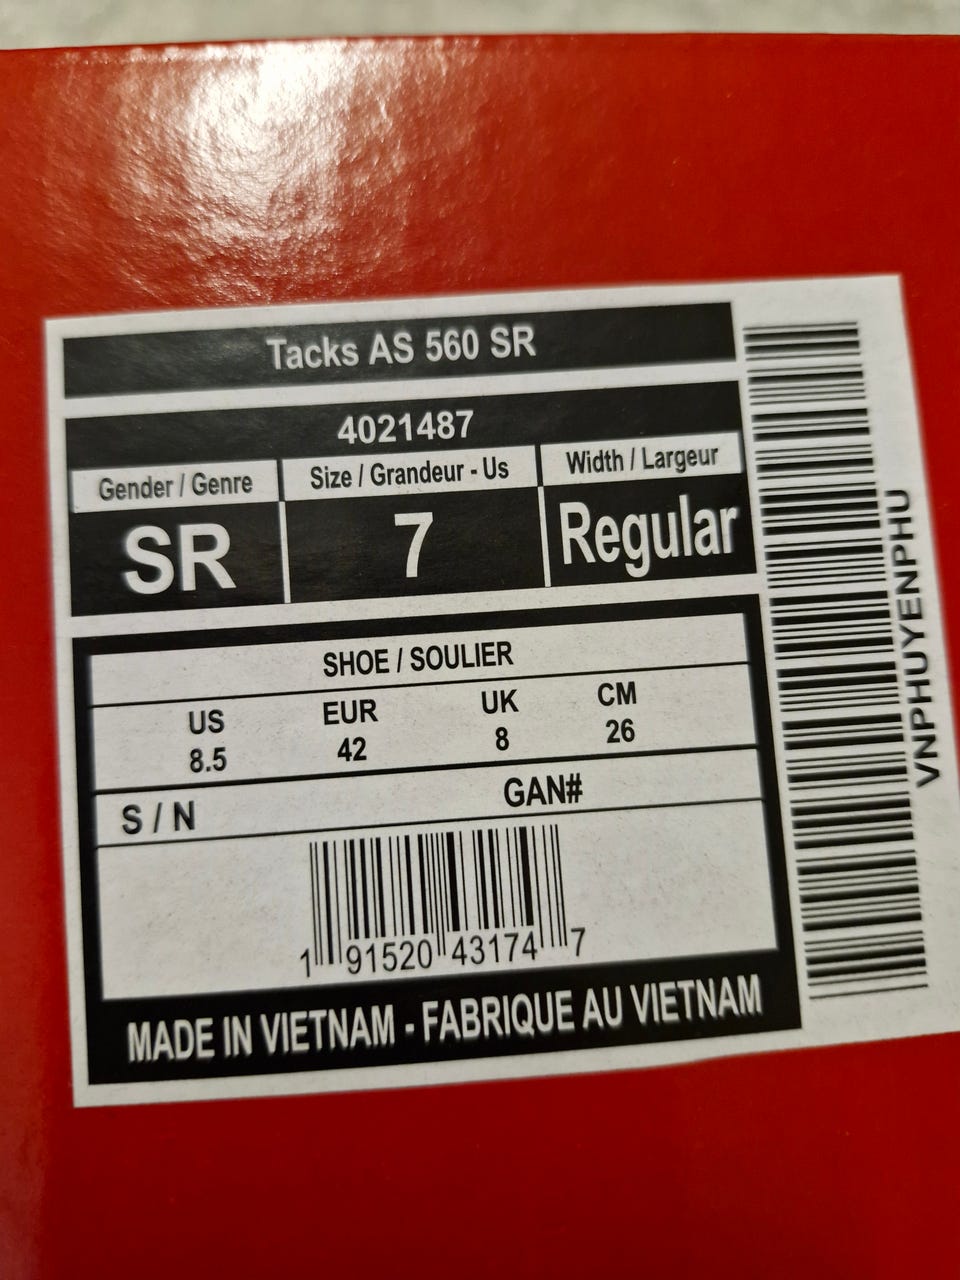 Tacks AS 560 SR
4021487
Gender / Genre
Size / Grandeur - Us
Width / Largeur
SR
7
Regular
SHOE / SOULIER
US
EUR
UK
CM
8.5
42
8
26
S / N
GAN#
1 91520 43174 7
MADE IN VIETNAM - FABRIQUE AU VIETNAM
VNPHUYENPHU